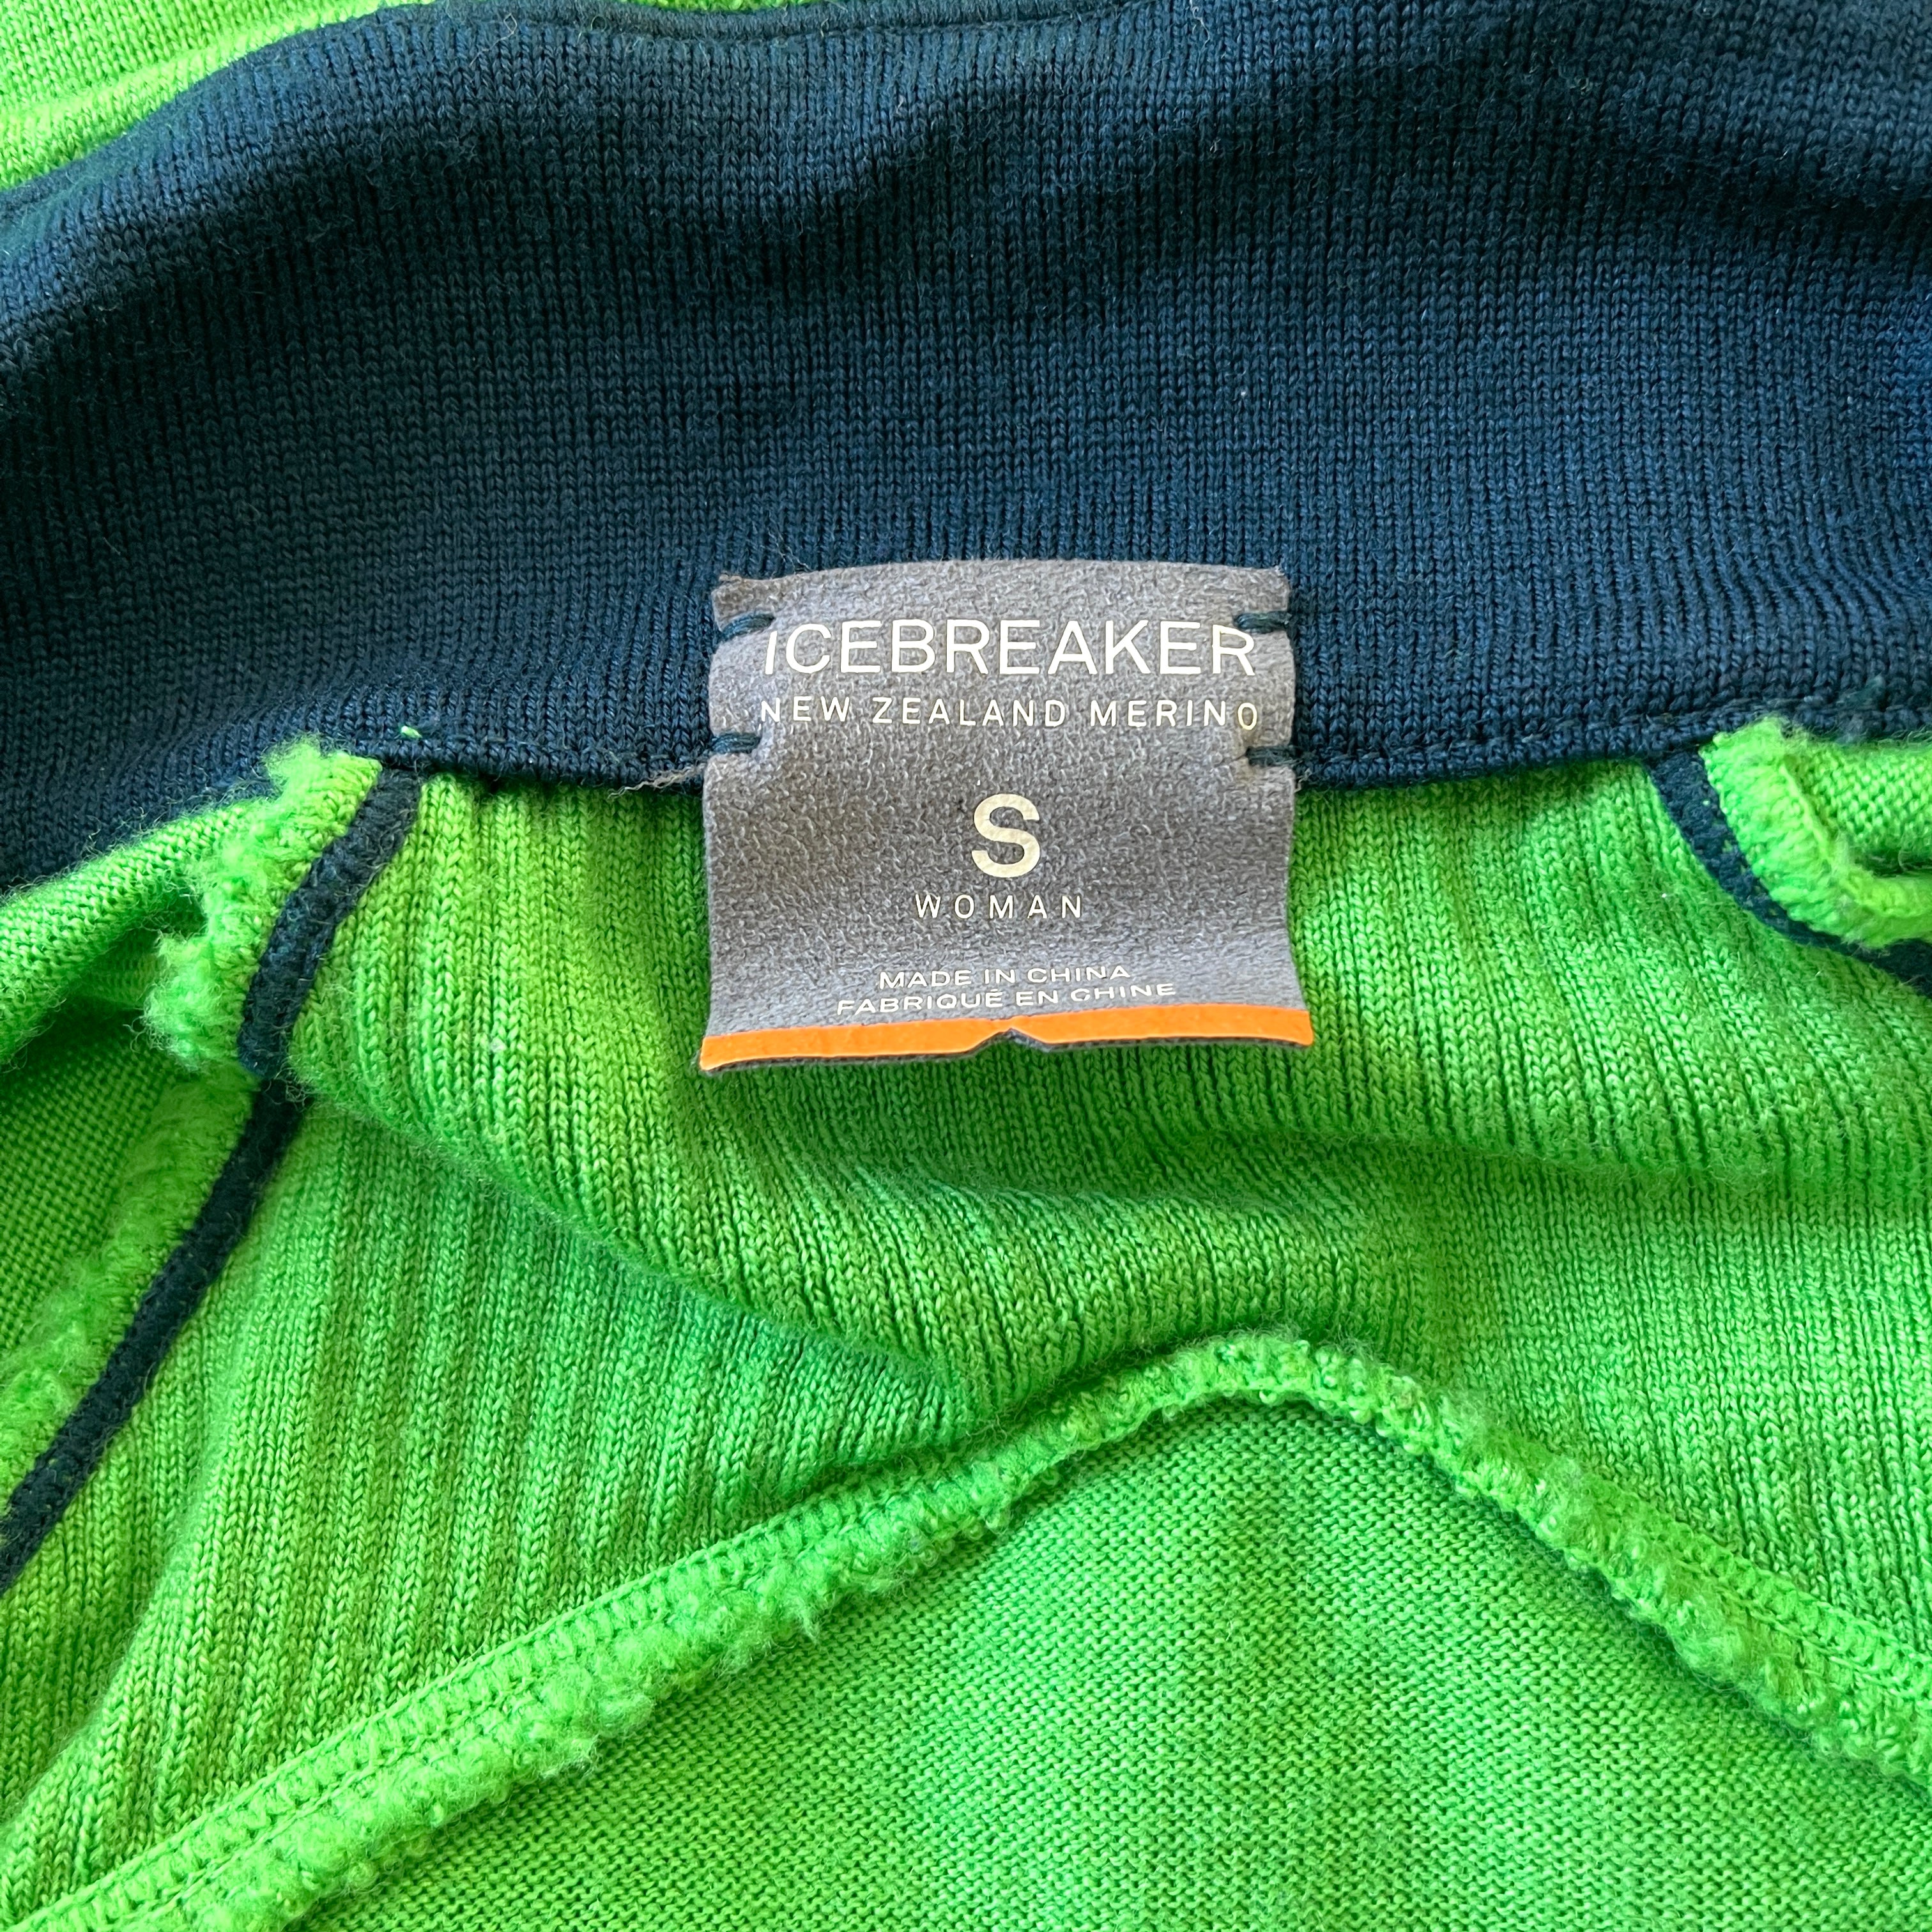 ICEBREAKER
NEW ZEALAND MERINO
S
WOMAN
MADE IN CHINA
FABRIQUÉ EN CHINE